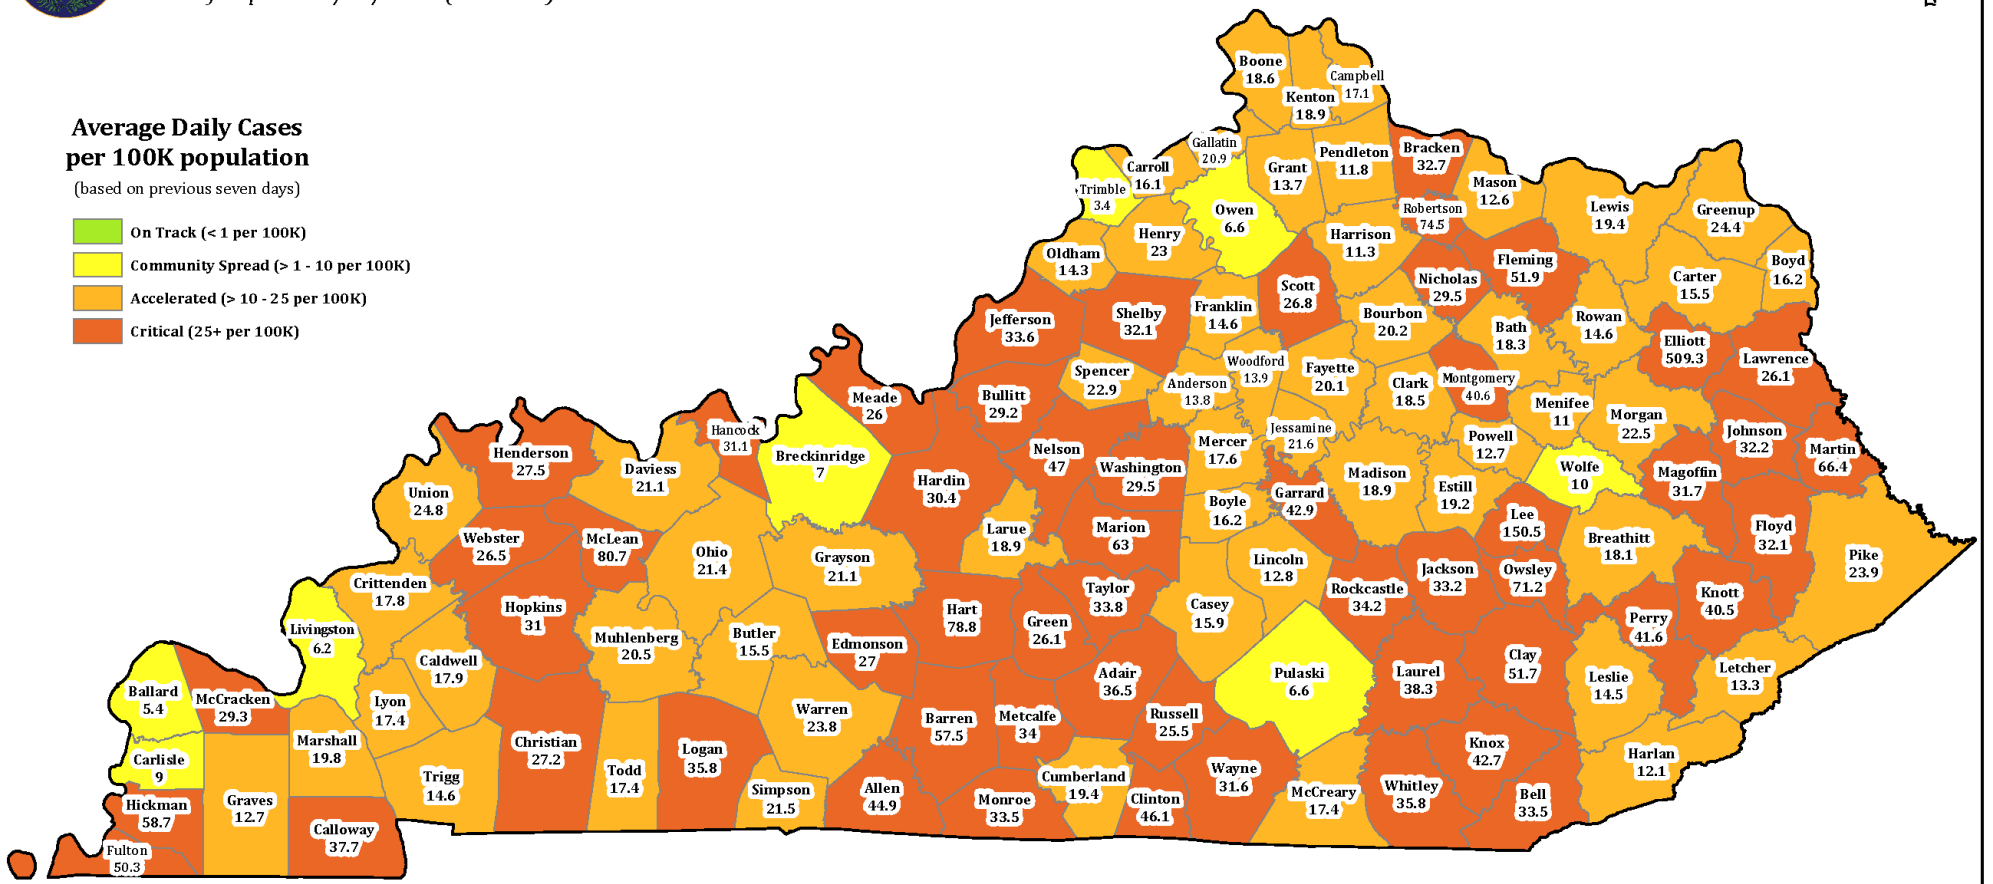 Average Daily Cases
per 100K population
(based on previous seven days)
On Track (< 1 per 100K)
Community Spread (> 1 - 10 per 100K)
Accelerated (> 10 - 25 per 100K)
Critical (25+ per 100K)
Boone
18.6
Campbell
17.1
Kenton
18.9
Gallatin
20.9
Carroll
16.1
Trimble
3.4
Grant
13.7
Pendleton
11.8
Bracken
32.7
Mason
12.6
Robertson
74.5
Lewis
19.4
Greenup
24.4
Owen
6.6
Henry
23
Oldham
14.3
Harrison
11.3
Fleming
51.9
Nicholas
29.5
Carter
15.5
Boyd
16.2
Scott
26.8
Jefferson
33.6
Shelby
32.1
Franklin
14.6
Bourbon
20.2
Bath
18.3
Rowan
14.6
Elliott
509.3
Lawrence
26.1
Spencer
22.9
Anderson
13.8
Woodford
13.9
Fayette
20.1
Clark
18.5
Montgomery
40.6
Menifee
11
Morgan
22.5
Meade
26
Bullitt
29.2
Hancock
31.1
Breckinridge
7
Nelson
47
Washington
29.5
Mercer
17.6
Jessamine
21.6
Powell
12.7
Johnson
32.2
Martin
66.4
Henderson
27.5
Daviess
21.1
Union
24.8
Hardin
30.4
Madison
18.9
Estill
19.2
Wolfe
10
Magoffin
31.7
Garrard
42.9
Boyle
16.2
Larue
18.9
Marion
63
Lee
150.5
Breathitt
18.1
Floyd
32.1
Pike
23.9
Webster
26.5
McLean
80.7
Ohio
21.4
Grayson
21.1
Lincoln
12.8
Crittenden
17.8
Hopkins
31
Hart
78.8
Taylor
33.8
Green
26.1
Casey
15.9
Rockcastle
34.2
Jackson
33.2
Owsley
71.2
Perry
41.6
Knott
40.5
Livingston
6.2
Muhlenberg
20.5
Butler
15.5
Edmonson
27
Caldwell
17.9
Lyon
17.4
Ballard
5.4
McCracken
29.3
Adair
36.5
Pulaski
6.6
Laurel
38.3
Clay
51.7
Leslie
14.5
Letcher
13.3
Warren
23.8
Barren
57.5
Metcalfe
34
Russell
25.5
Marshall
19.8
Carlisle
9
Christian
27.2
Logan
35.8
Todd
17.4
Trigg
14.6
Simpson
21.5
Allen
44.9
Monroe
33.5
Cumberland
19.4
Clinton
46.1
Wayne
31.6
McCreary
17.4
Whitley
35.8
Knox
42.7
Bell
33.5
Harlan
12.1
Hickman
58.7
Graves
12.7
Calloway
37.7
Fulton
50.3